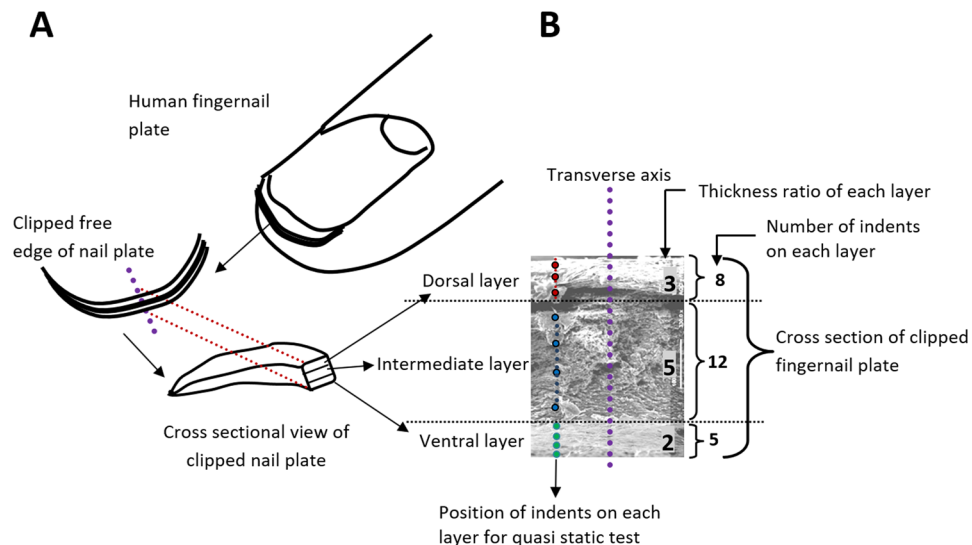 A
B
Human fingernail
plate
Clipped free
edge of nail plate
Cross sectional view of
clipped nail plate
Transverse axis
Thickness ratio of each layer
Number of indents
on each layer
Dorsal layer
3
8
Intermediate layer
5
12
Cross section of clipped
fingernail plate
Ventral layer
2
5
Position of indents on each
layer for quasi static test